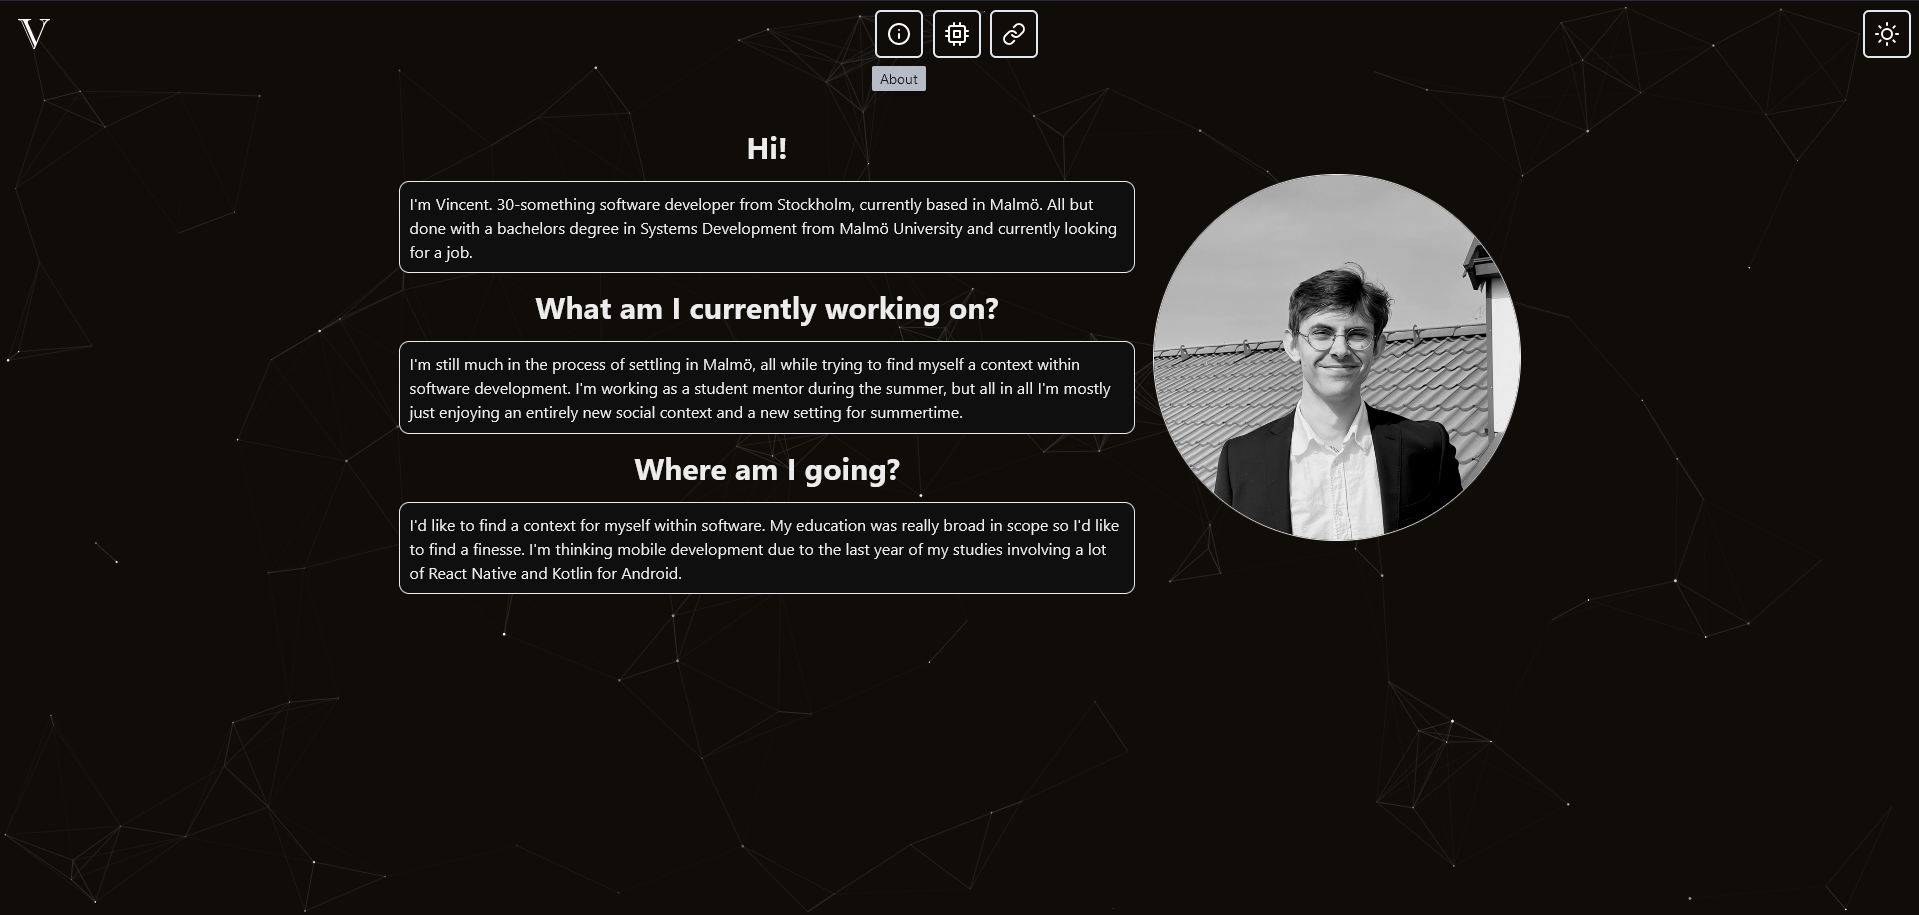 V
About
Hi!
I'm Vincent. 30-something software developer from Stockholm, currently based in Malmö. All but
done with a bachelors degree in Systems Development from Malmö University and currently looking
for a job.
What am I currently working on?
I'm still much in the process of settling in Malmö, all while trying to find myself a context within
software development. I'm working as a student mentor during the summer, but all in all I'm mostly
just enjoying an entirely new social context and a new setting for summertime.
Where am I going?
I'd like to find a context for myself within software. My education was really broad in scope so I'd like
to find a finesse. I'm thinking mobile development due to the last year of my studies involving a lot
of React Native and Kotlin for Android.